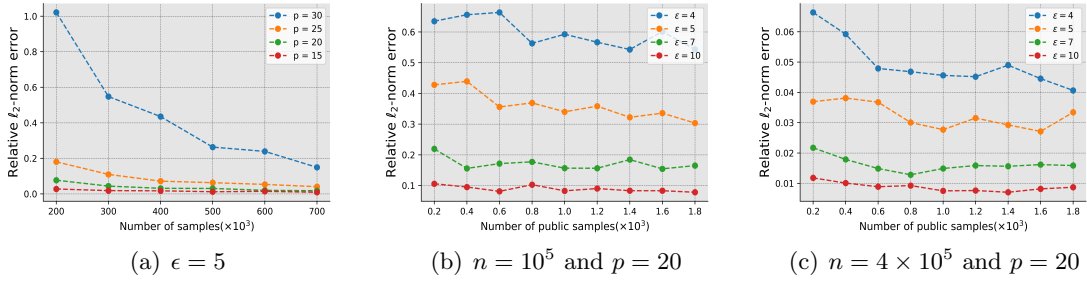 Relative ℓ₂-norm error
1.0
0.8
0.6
0.4
0.2
0.0
p = 30
p = 25
p = 20
p = 15
200 300 400 500 600 700
Number of samples(×10³)
(a) ϵ = 5
Relative ℓ₂-norm error
0.6
0.5
0.4
0.3
0.2
0.1
ε = 4
ε = 5
ε = 7
ε = 10
0.2 0.4 0.6 0.8 1.0 1.2 1.4 1.6 1.8
Number of public samples(×10³)
(b) n = 10⁵ and p = 20
Relative ℓ₂-norm error
0.06
0.05
0.04
0.03
0.02
0.01
ε = 4
ε = 5
ε = 7
ε = 10
0.2 0.4 0.6 0.8 1.0 1.2 1.4 1.6 1.8
Number of public samples(×10³)
(c) n = 4 × 10⁵ and p = 20